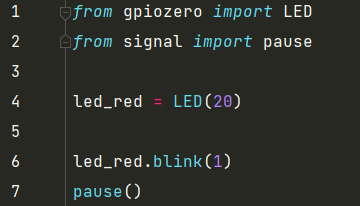 1 from gpiozero import LED
2 from signal import pause
3
4 led_red = LED(20)
5
6 led_red.blink(1)
7 pause()